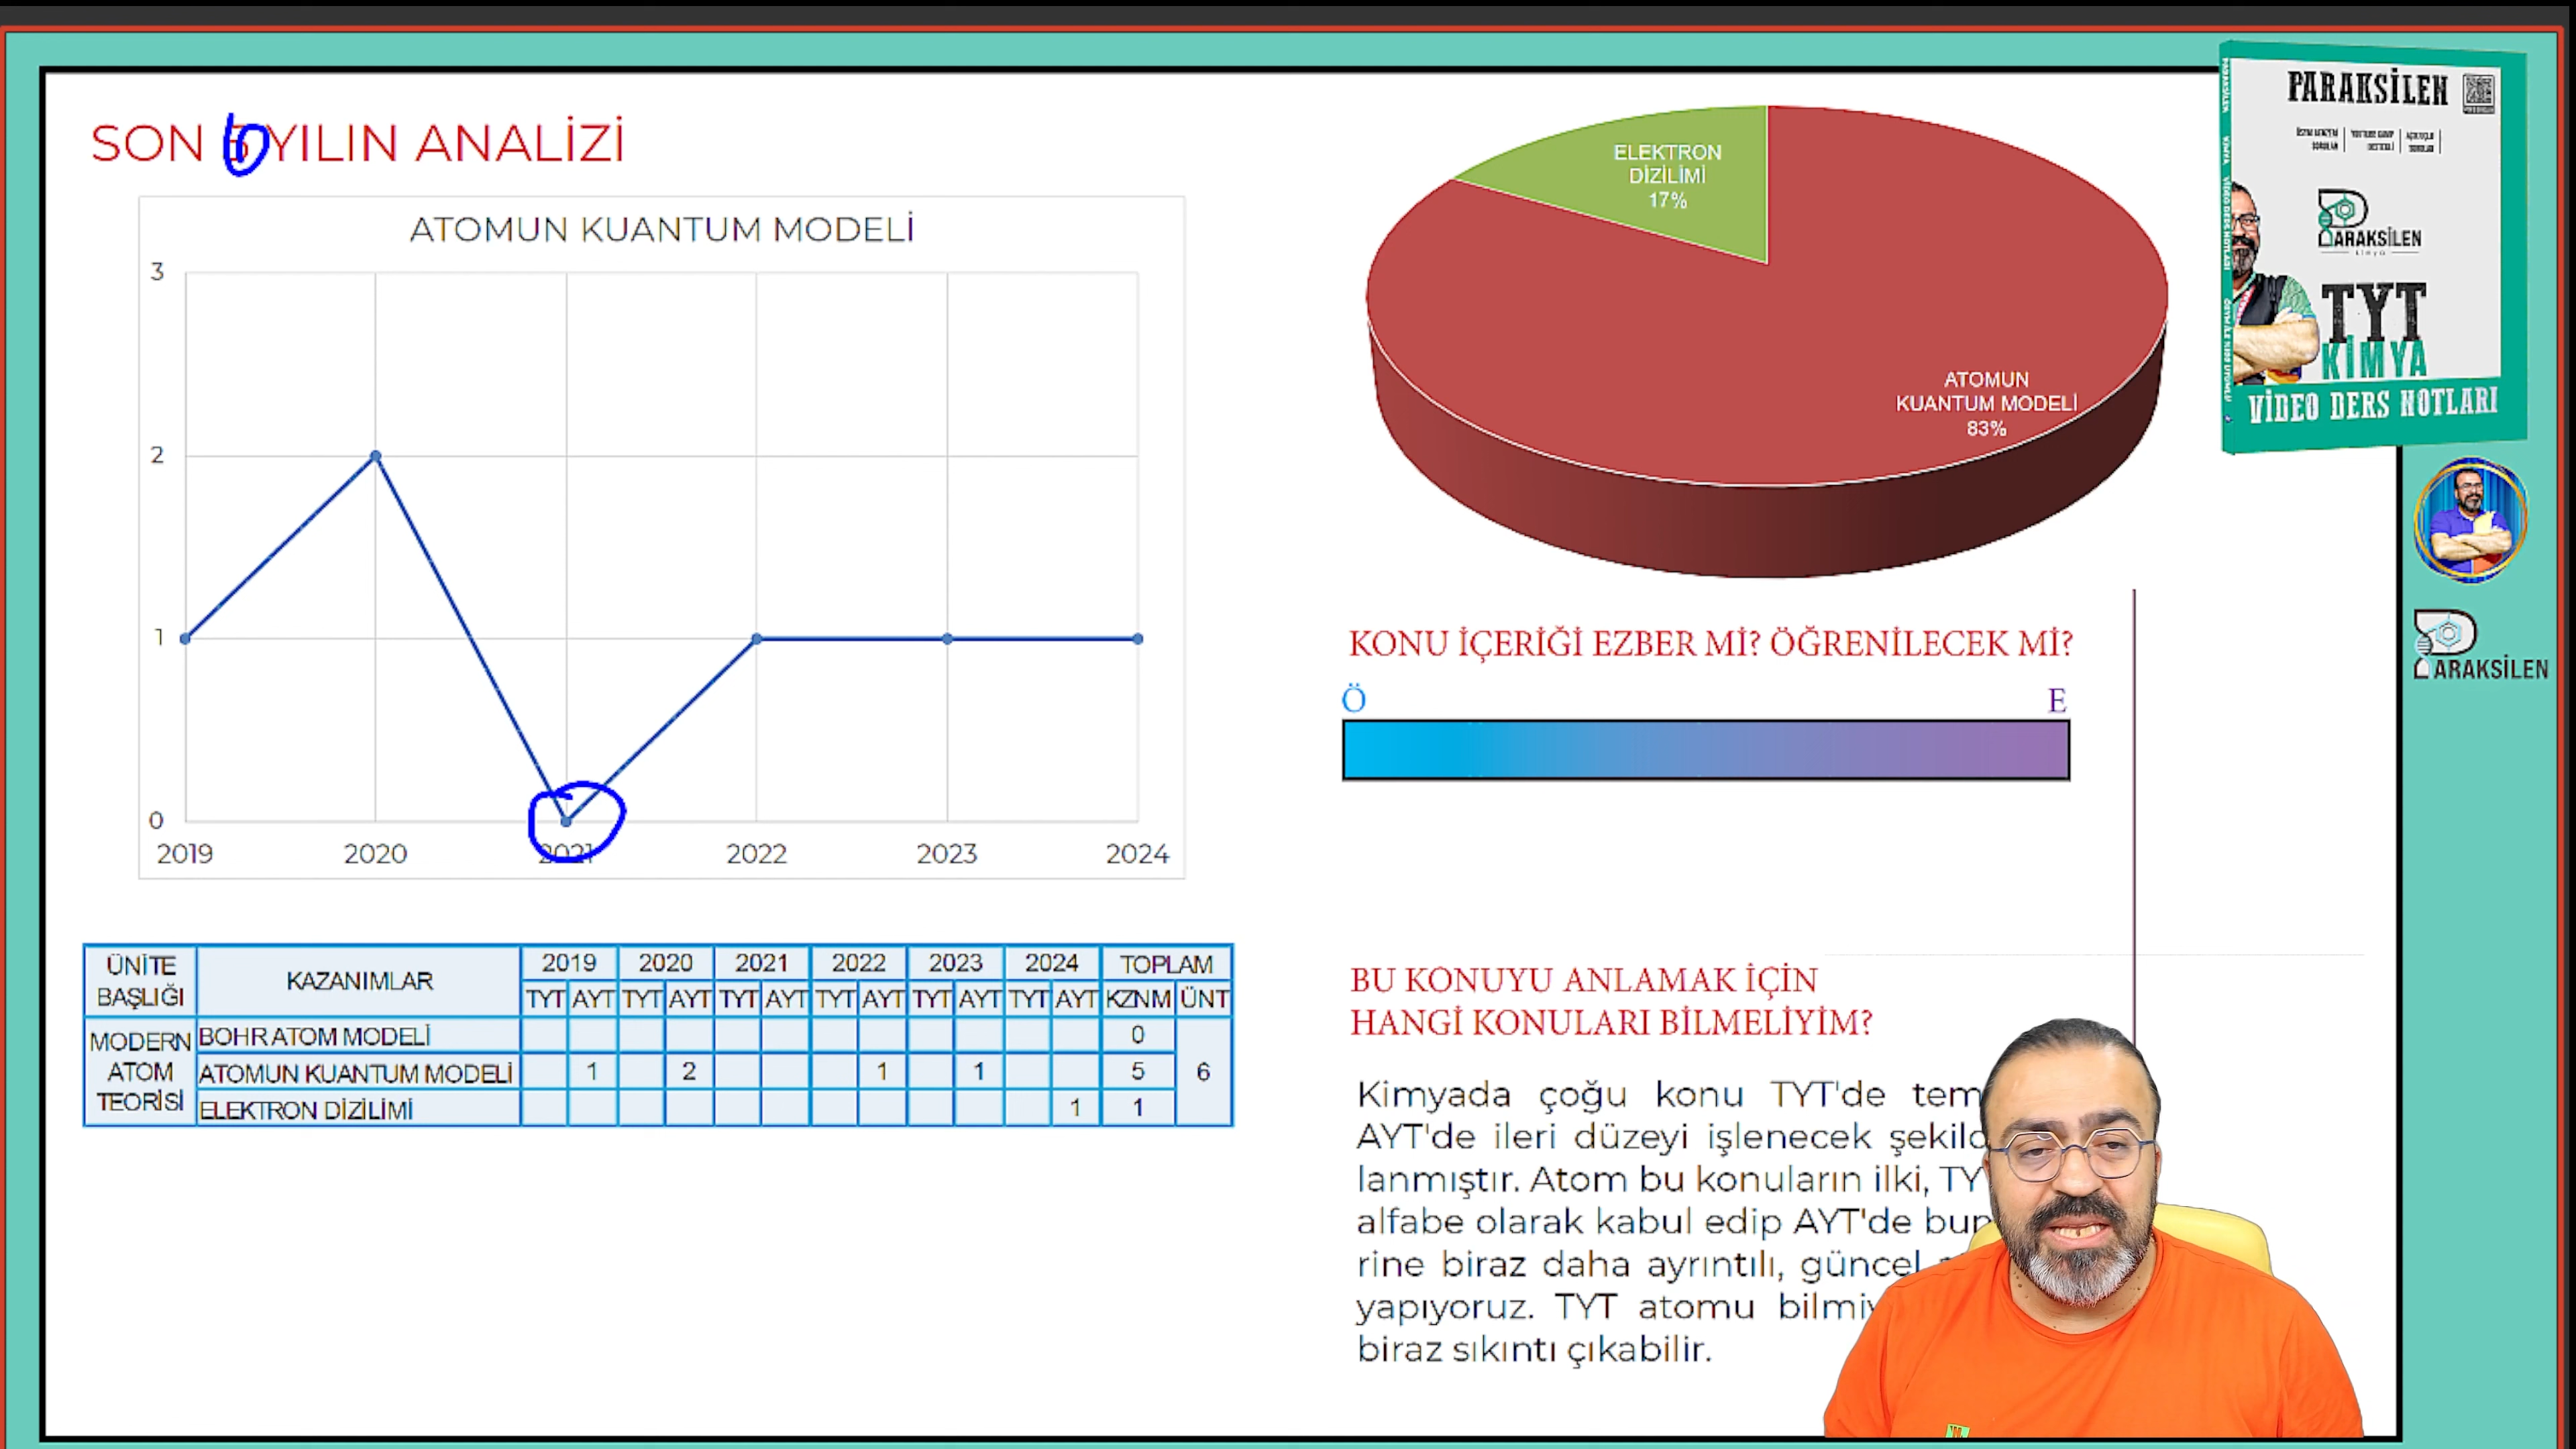 SON 6 YILIN ANALİZİ
ATOMUN KUANTUM MODELİ
3
2
1
0
2019 2020 2021 2022 2023 2024
ÜNİTE BAŞLIĞI KAZANIMLAR 2019 2020 2021 2022 2023 2024 TOPLAM
TYT AYT TYT AYT TYT AYT TYT AYT TYT AYT TYT AYT KZNM ÜNT
MODERN ATOM TEORİSİ
BOHR ATOM MODELİ 0
ATOMUN KUANTUM MODELİ 1 2 1 1 5 6
ELEKTRON DİZİLİMİ 1 1
ELEKTRON
DİZİLİMİ
17%
ATOMUN
KUANTUM MODELİ
83%
KONU İÇERİĞİ EZBER Mİ? ÖĞRENİLECEK Mİ?
Ö E
BU KONUYU ANLAMAK İÇİN
HANGİ KONULARI BİLMELİYİM?
Kimyada çoğu konu TYT'de tem
AYT'de ileri düzeyi işlenecek şekild
lanmıştır. Atom bu konuların ilki, TY
alfabe olarak kabul edip AYT'de bun
rine biraz daha ayrıntılı, güncel
yapıyoruz. TYT atomu bilmiy
biraz sıkıntı çıkabilir.
PARAKSİLEN
PARAKSİLEN
kimya
TYT
KİMYA
VİDEO DERS NOTLARI
PARAKSİLEN